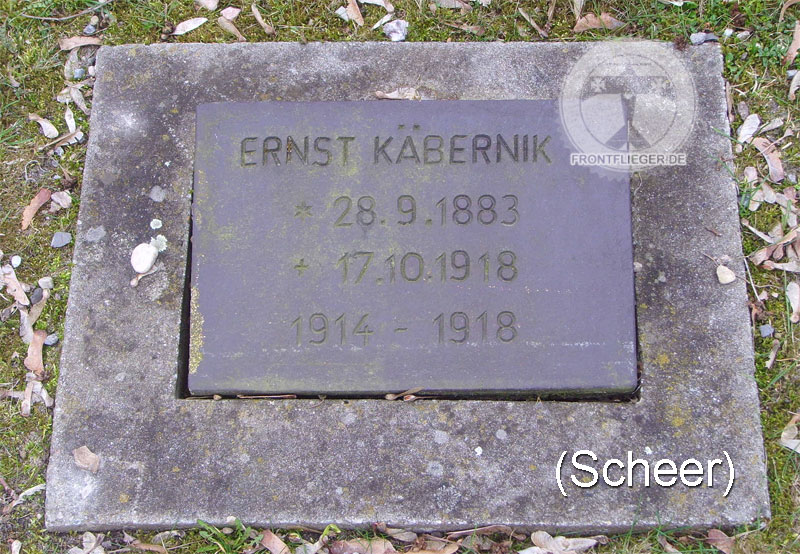 FRONTFLIEGER.DE
ERNST KÄBERNIK
* 28.9.1883
+ 17.10.1918
1914 - 1918
(Scheer)